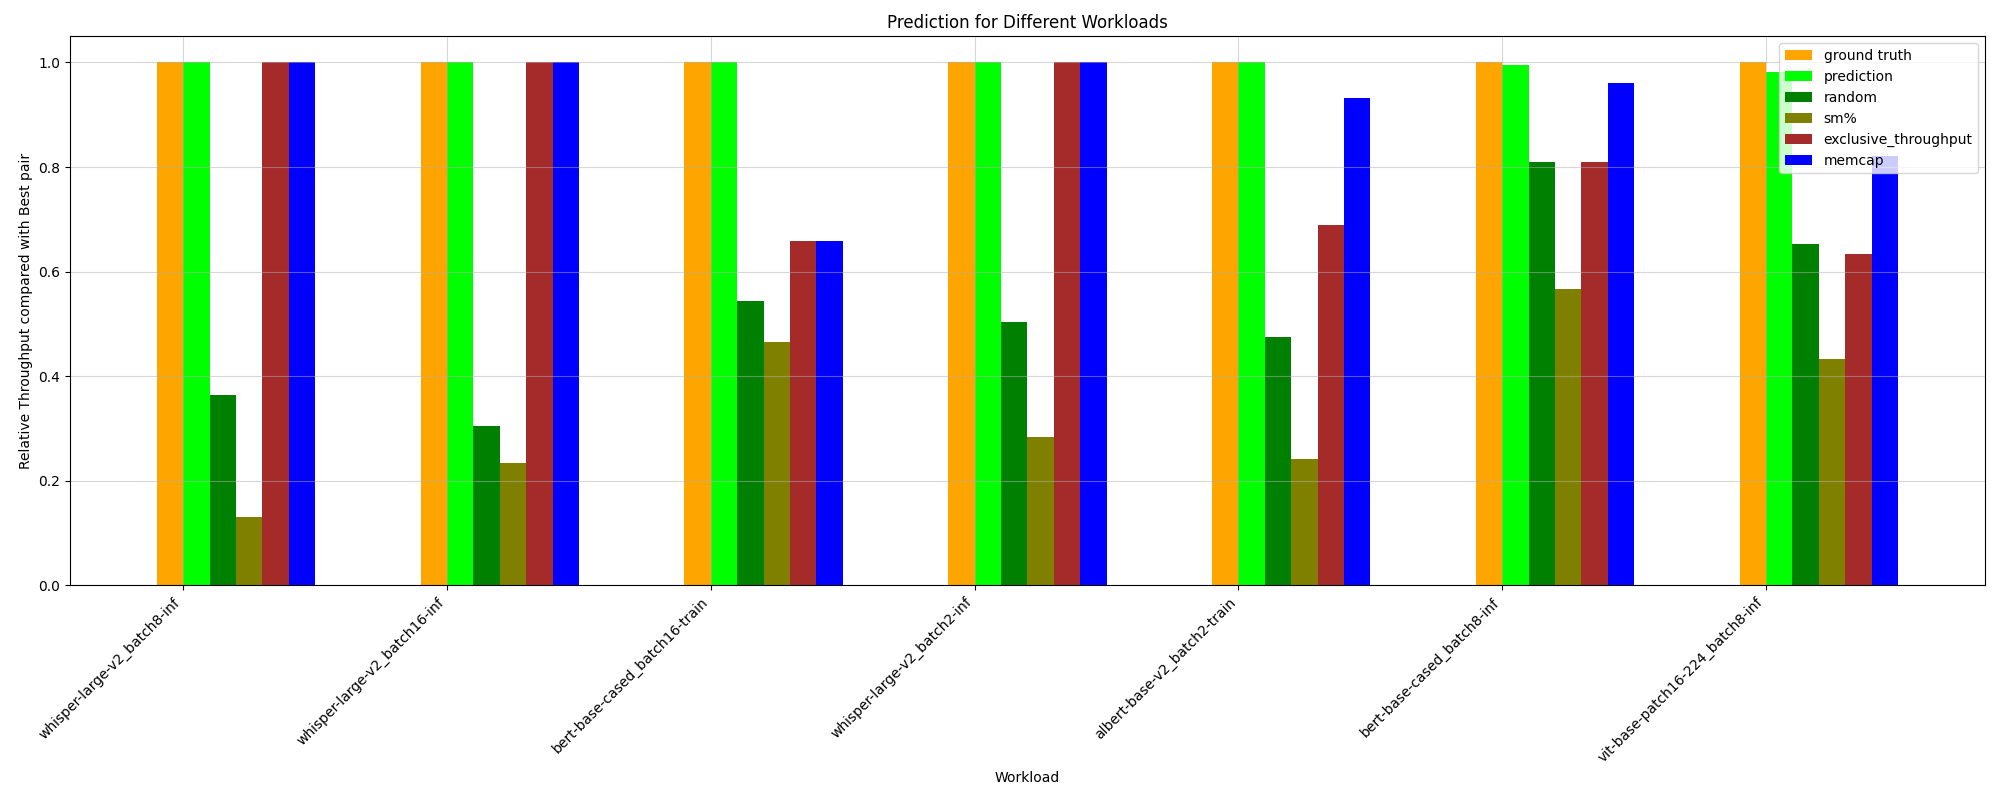 Prediction for Different Workloads
Relative Throughput compared with Best pair
1.0
0.8
0.6
0.4
0.2
0.0
ground truth
prediction
random
sm%
exclusive_throughput
memcap
whisper-large-v2_batch8-inf
whisper-large-v2_batch16-inf
bert-base-cased_batch16-train
whisper-large-v2_batch2-inf
albert-base-v2_batch2-train
bert-base-cased_batch8-inf
vit-base-patch16-224_batch8-inf
Workload